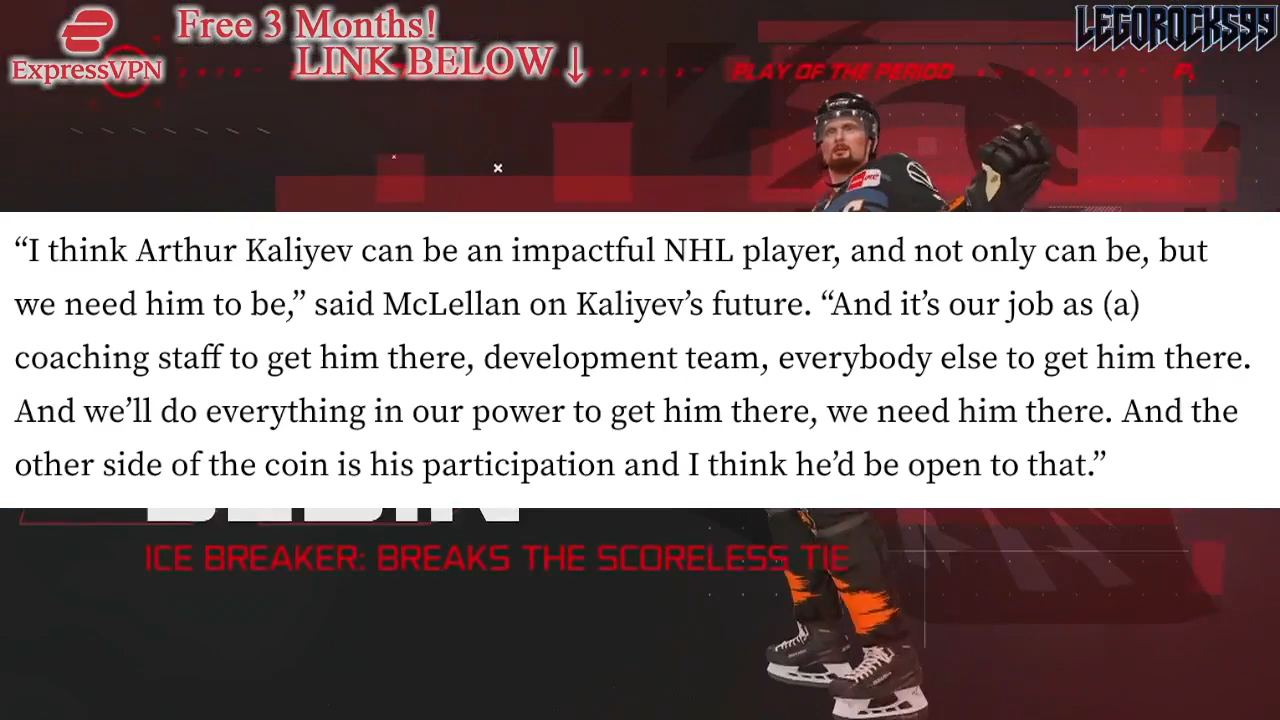 Free 3 Months!
LINK BELOW ↓
ExpressVPN
LEGOROCKS99
PLAY OF THE PERIOD
“I think Arthur Kaliyev can be an impactful NHL player, and not only can be, but
we need him to be,” said McLellan on Kaliyev’s future. “And it’s our job as (a)
coaching staff to get him there, development team, everybody else to get him there.
And we’ll do everything in our power to get him there, we need him there. And the
other side of the coin is his participation and I think he’d be open to that.”
ICE BREAKER: BREAKS THE SCORELESS TIE